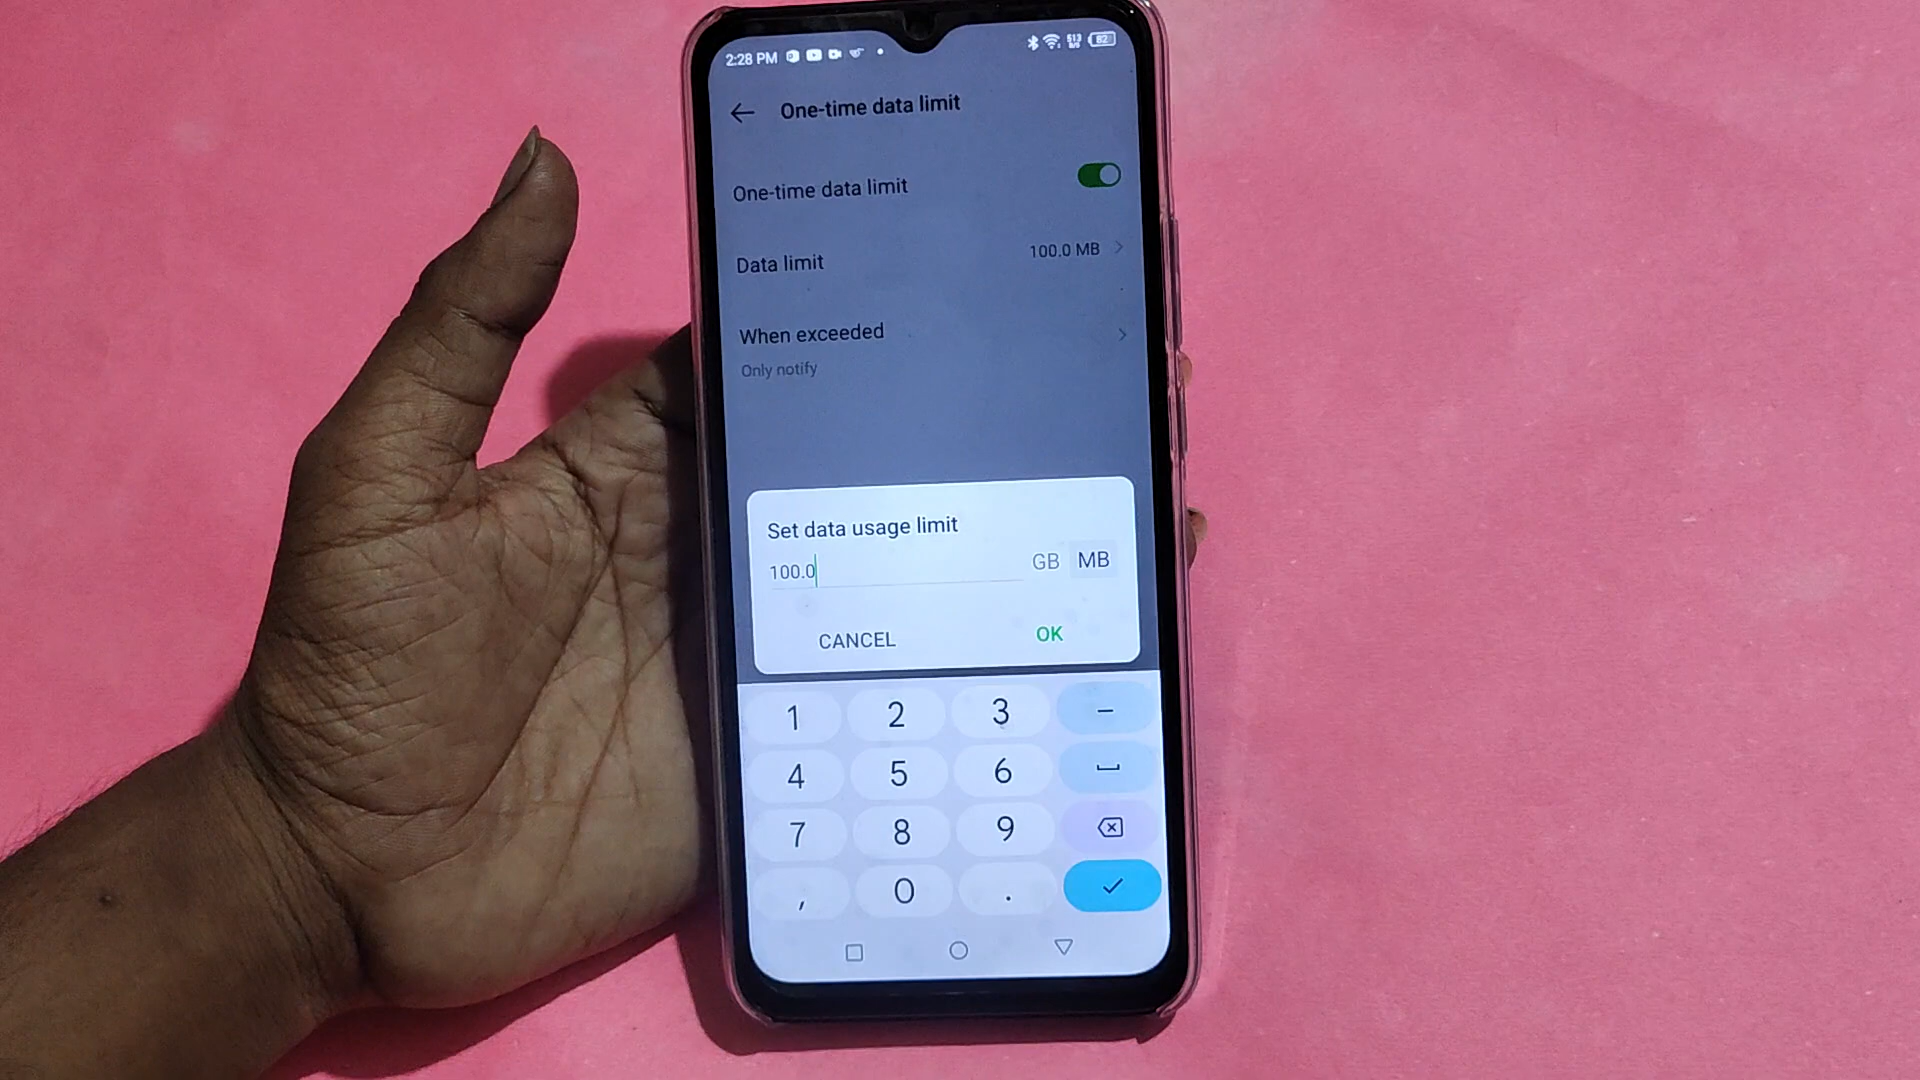 2:28 PM
513 B/S
82
One-time data limit
One-time data limit
Data limit
100.0 MB
When exceeded
Only notify
Set data usage limit
100.0
GB MB
CANCEL
OK
1 2 3 –
4 5 6
7 8 9
, 0 .